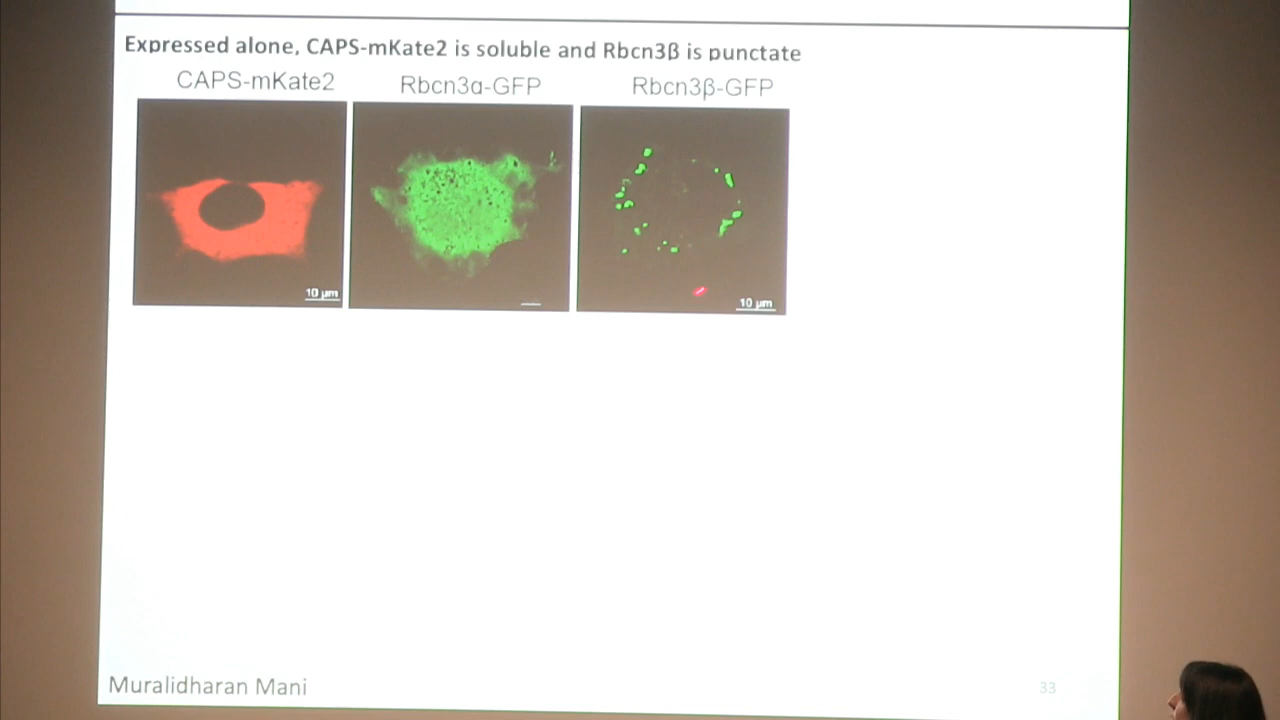 Expressed alone, CAPS-mKate2 is soluble and Rbcn3β is punctate
CAPS-mKate2 Rbcn3α-GFP Rbcn3β-GFP
10 µm 10 µm
Muralidharan Mani 33